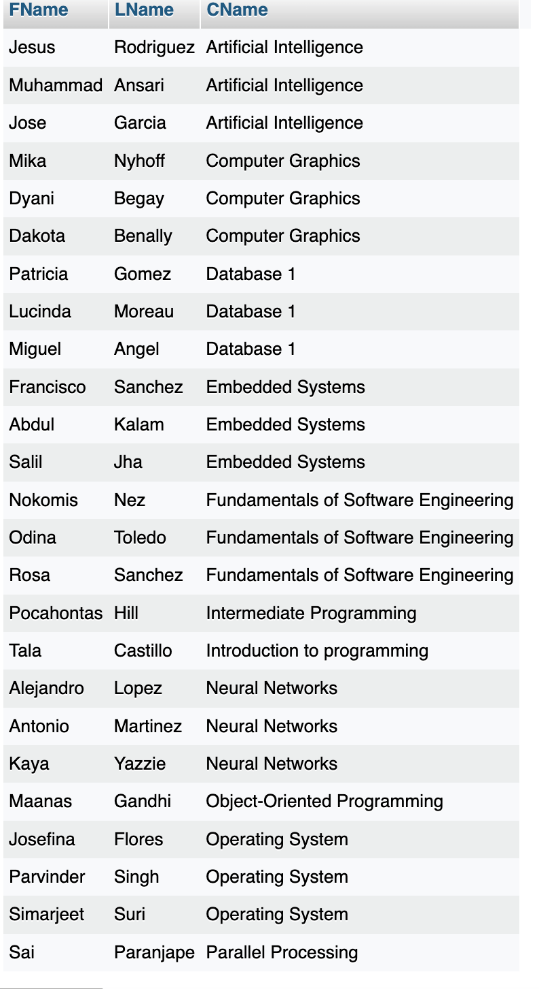 FName LName CName
Jesus Rodriguez Artificial Intelligence
Muhammad Ansari Artificial Intelligence
Jose Garcia Artificial Intelligence
Mika Nyhoff Computer Graphics
Dyani Begay Computer Graphics
Dakota Benally Computer Graphics
Patricia Gomez Database 1
Lucinda Moreau Database 1
Miguel Angel Database 1
Francisco Sanchez Embedded Systems
Abdul Kalam Embedded Systems
Salil Jha Embedded Systems
Nokomis Nez Fundamentals of Software Engineering
Odina Toledo Fundamentals of Software Engineering
Rosa Sanchez Fundamentals of Software Engineering
Pocahontas Hill Intermediate Programming
Tala Castillo Introduction to programming
Alejandro Lopez Neural Networks
Antonio Martinez Neural Networks
Kaya Yazzie Neural Networks
Maanas Gandhi Object-Oriented Programming
Josefina Flores Operating System
Parvinder Singh Operating System
Simarjeet Suri Operating System
Sai Paranjape Parallel Processing